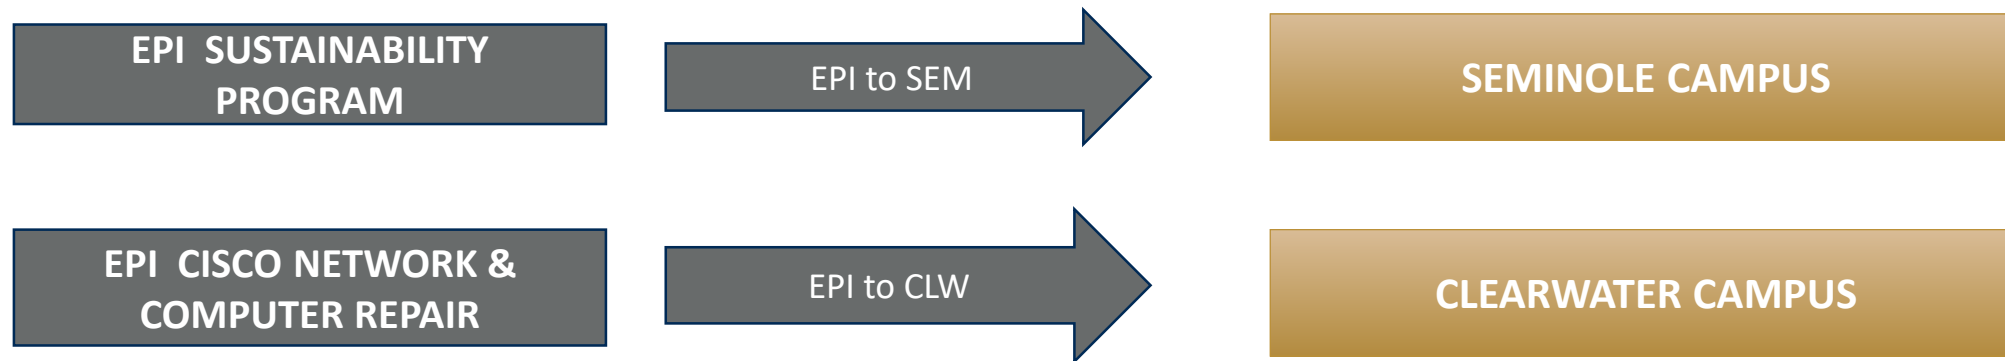 EPI SUSTAINABILITY
PROGRAM
EPI to SEM
SEMINOLE CAMPUS
EPI CISCO NETWORK &
COMPUTER REPAIR
EPI to CLW
CLEARWATER CAMPUS